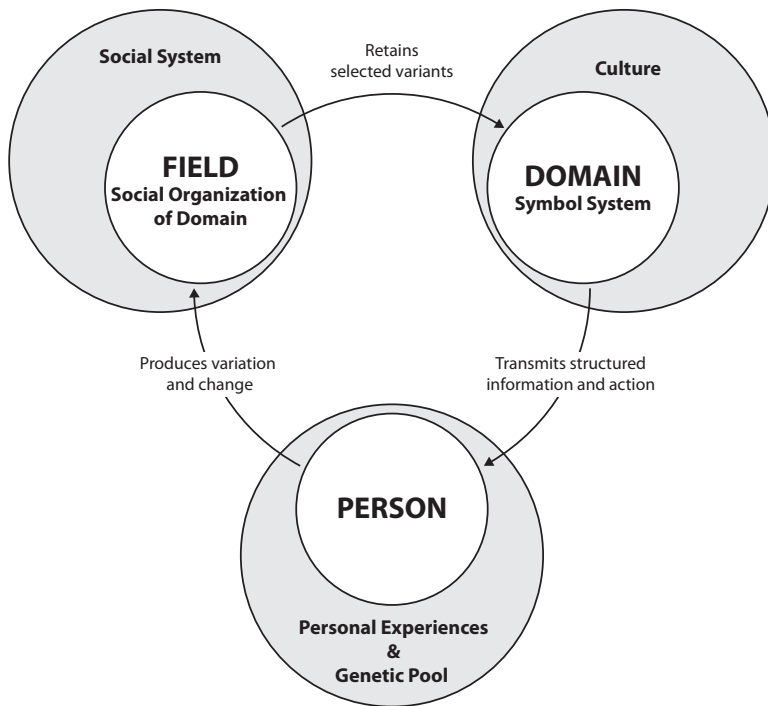 Social System
FIELD
Social Organization
of Domain
Retains
selected variants
Culture
DOMAIN
Symbol System
Produces variation
and change
Transmits structured
information and action
PERSON
Personal Experiences
&
Genetic Pool